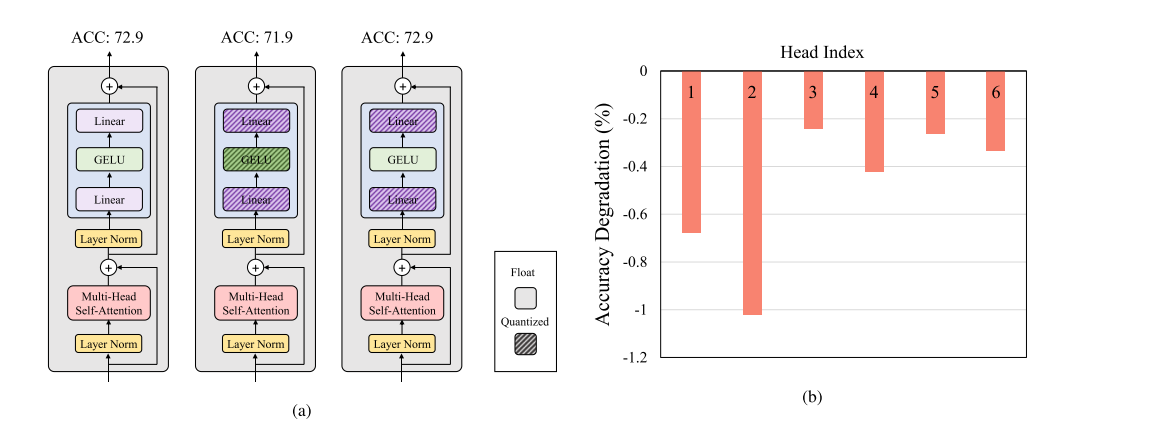 ACC: 72.9
Linear
GELU
Linear
Layer Norm
Multi-Head
Self-Attention
Layer Norm
ACC: 71.9
Linear
GELU
Linear
Layer Norm
Multi-Head
Self-Attention
Layer Norm
ACC: 72.9
Linear
GELU
Linear
Layer Norm
Multi-Head
Self-Attention
Layer Norm
Float
Quantized
(a)
Head Index
Accuracy Degradation (%)
0
-0.2
-0.4
-0.6
-0.8
-1
-1.2
1
2
3
4
5
6
(b)